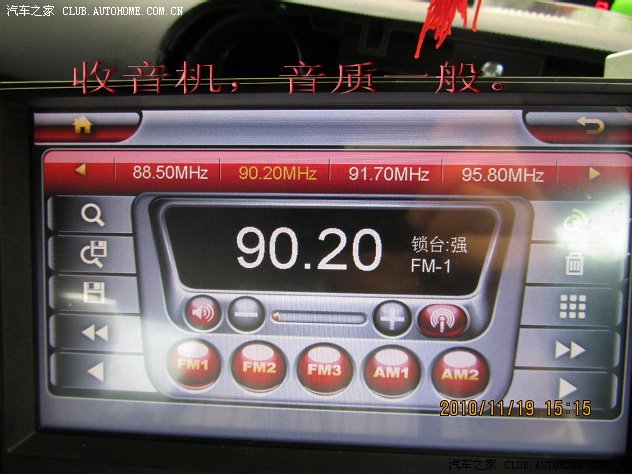 汽车之家 CLUB.AUTOHOME.COM.CN
收音机，音质一般。
88.50MHz 90.20MHz 91.70MHz 95.80MHz
90.20 锁台:强
FM-1
FM1 FM2 FM3 AM1 AM2
2010/11/19 15:15
汽车之家 CLUB.AUTOHOME.COM.CN